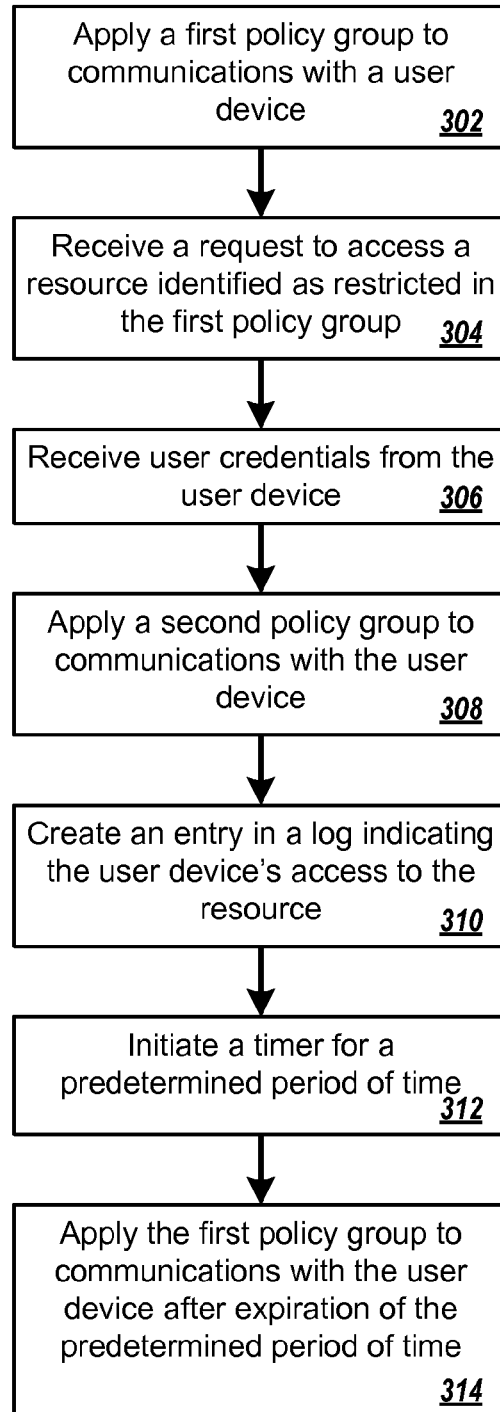 Apply a first policy group to
communications with a user
device
302
Receive a request to access a
resource identified as restricted in
the first policy group
304
Receive user credentials from the
user device
306
Apply a second policy group to
communications with the user
device
308
Create an entry in a log indicating
the user device's access to the
resource
310
Initiate a timer for a
predetermined period of time
312
Apply the first policy group to
communications with the user
device after expiration of the
predetermined period of time
314